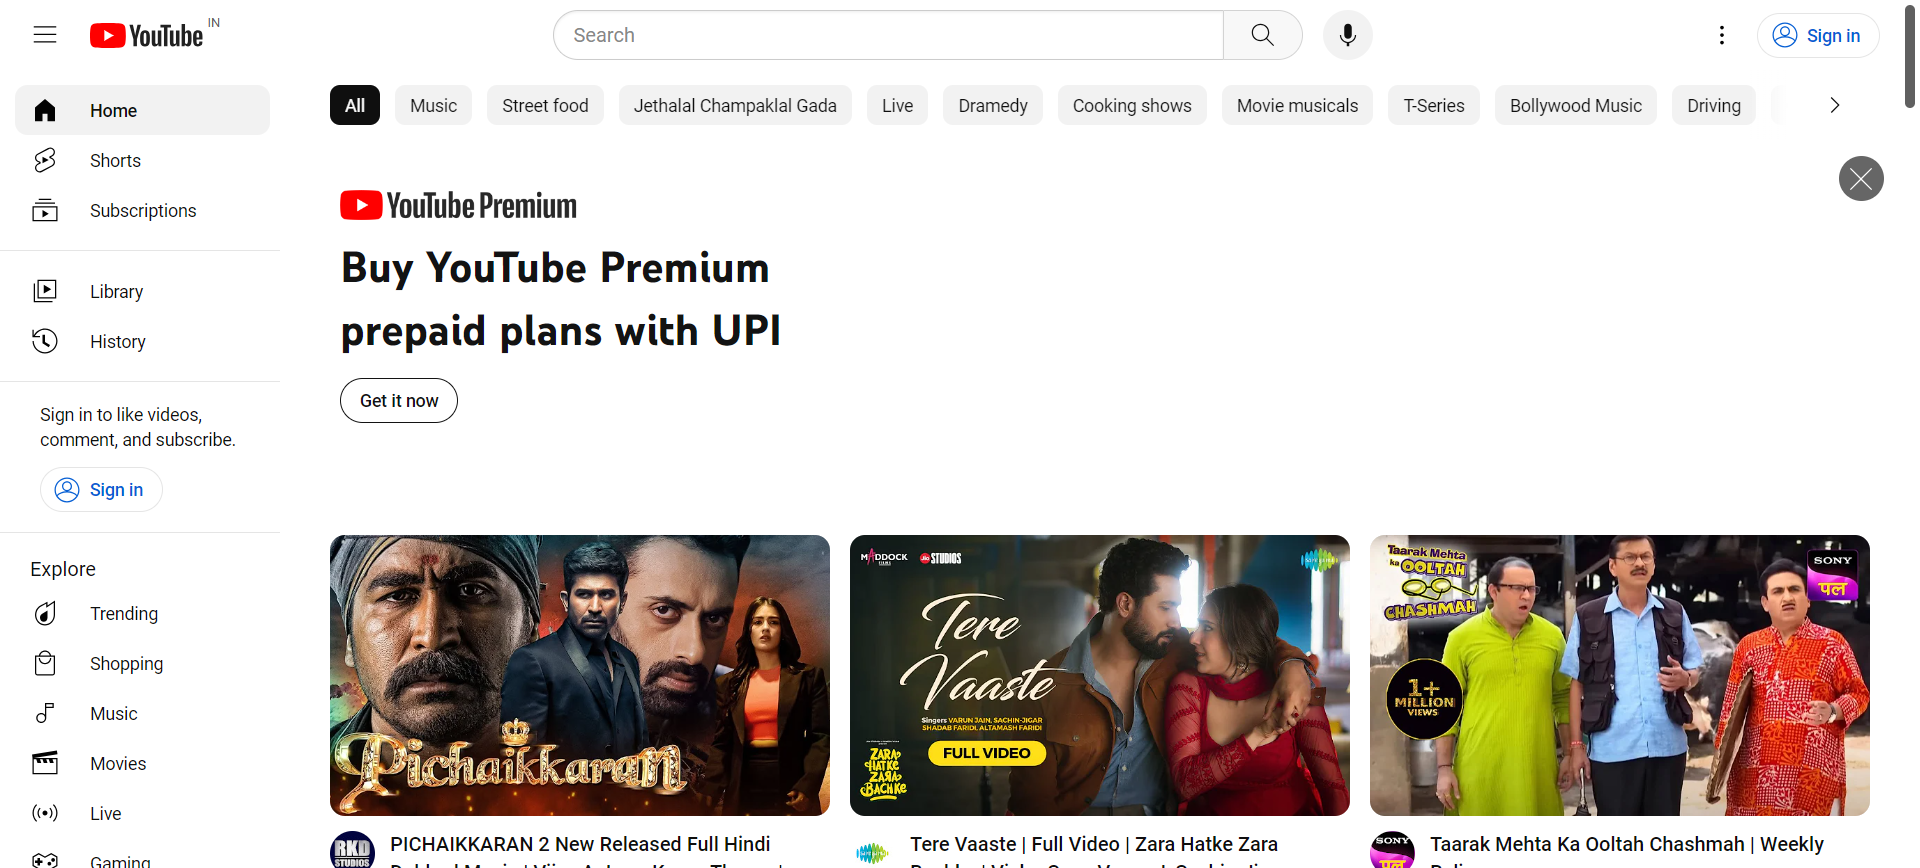 YouTube IN
Search
Sign in
Home
Shorts
Subscriptions
Library
History
Sign in to like videos,
comment, and subscribe.
Sign in
Explore
Trending
Shopping
Music
Movies
Live
Gaming
All
Music
Street food
Jethalal Champaklal Gada
Live
Dramedy
Cooking shows
Movie musicals
T-Series
Bollywood Music
Driving
YouTube Premium
Buy YouTube Premium
prepaid plans with UPI
Get it now
Pichaikkaran
RKD
STUDIOS
PICHAIKKARAN 2 New Released Full Hindi
MADDOCK
FILMS
JIO STUDIOS
Tere
Vaaste
Singers VARUN JAIN, SACHIN-JIGAR
SHADAB FARIDI, ALTAMASH FARIDI
FULL VIDEO
ZARA
HATKE
ZARA
BACHKE
Tere Vaaste | Full Video | Zara Hatke Zara
Taarak Mehta
ka OOLTAH
CHASHMAH
SONY
पल
1+
MILLION
VIEWS
SONY
पल
Taarak Mehta Ka Ooltah Chashmah | Weekly